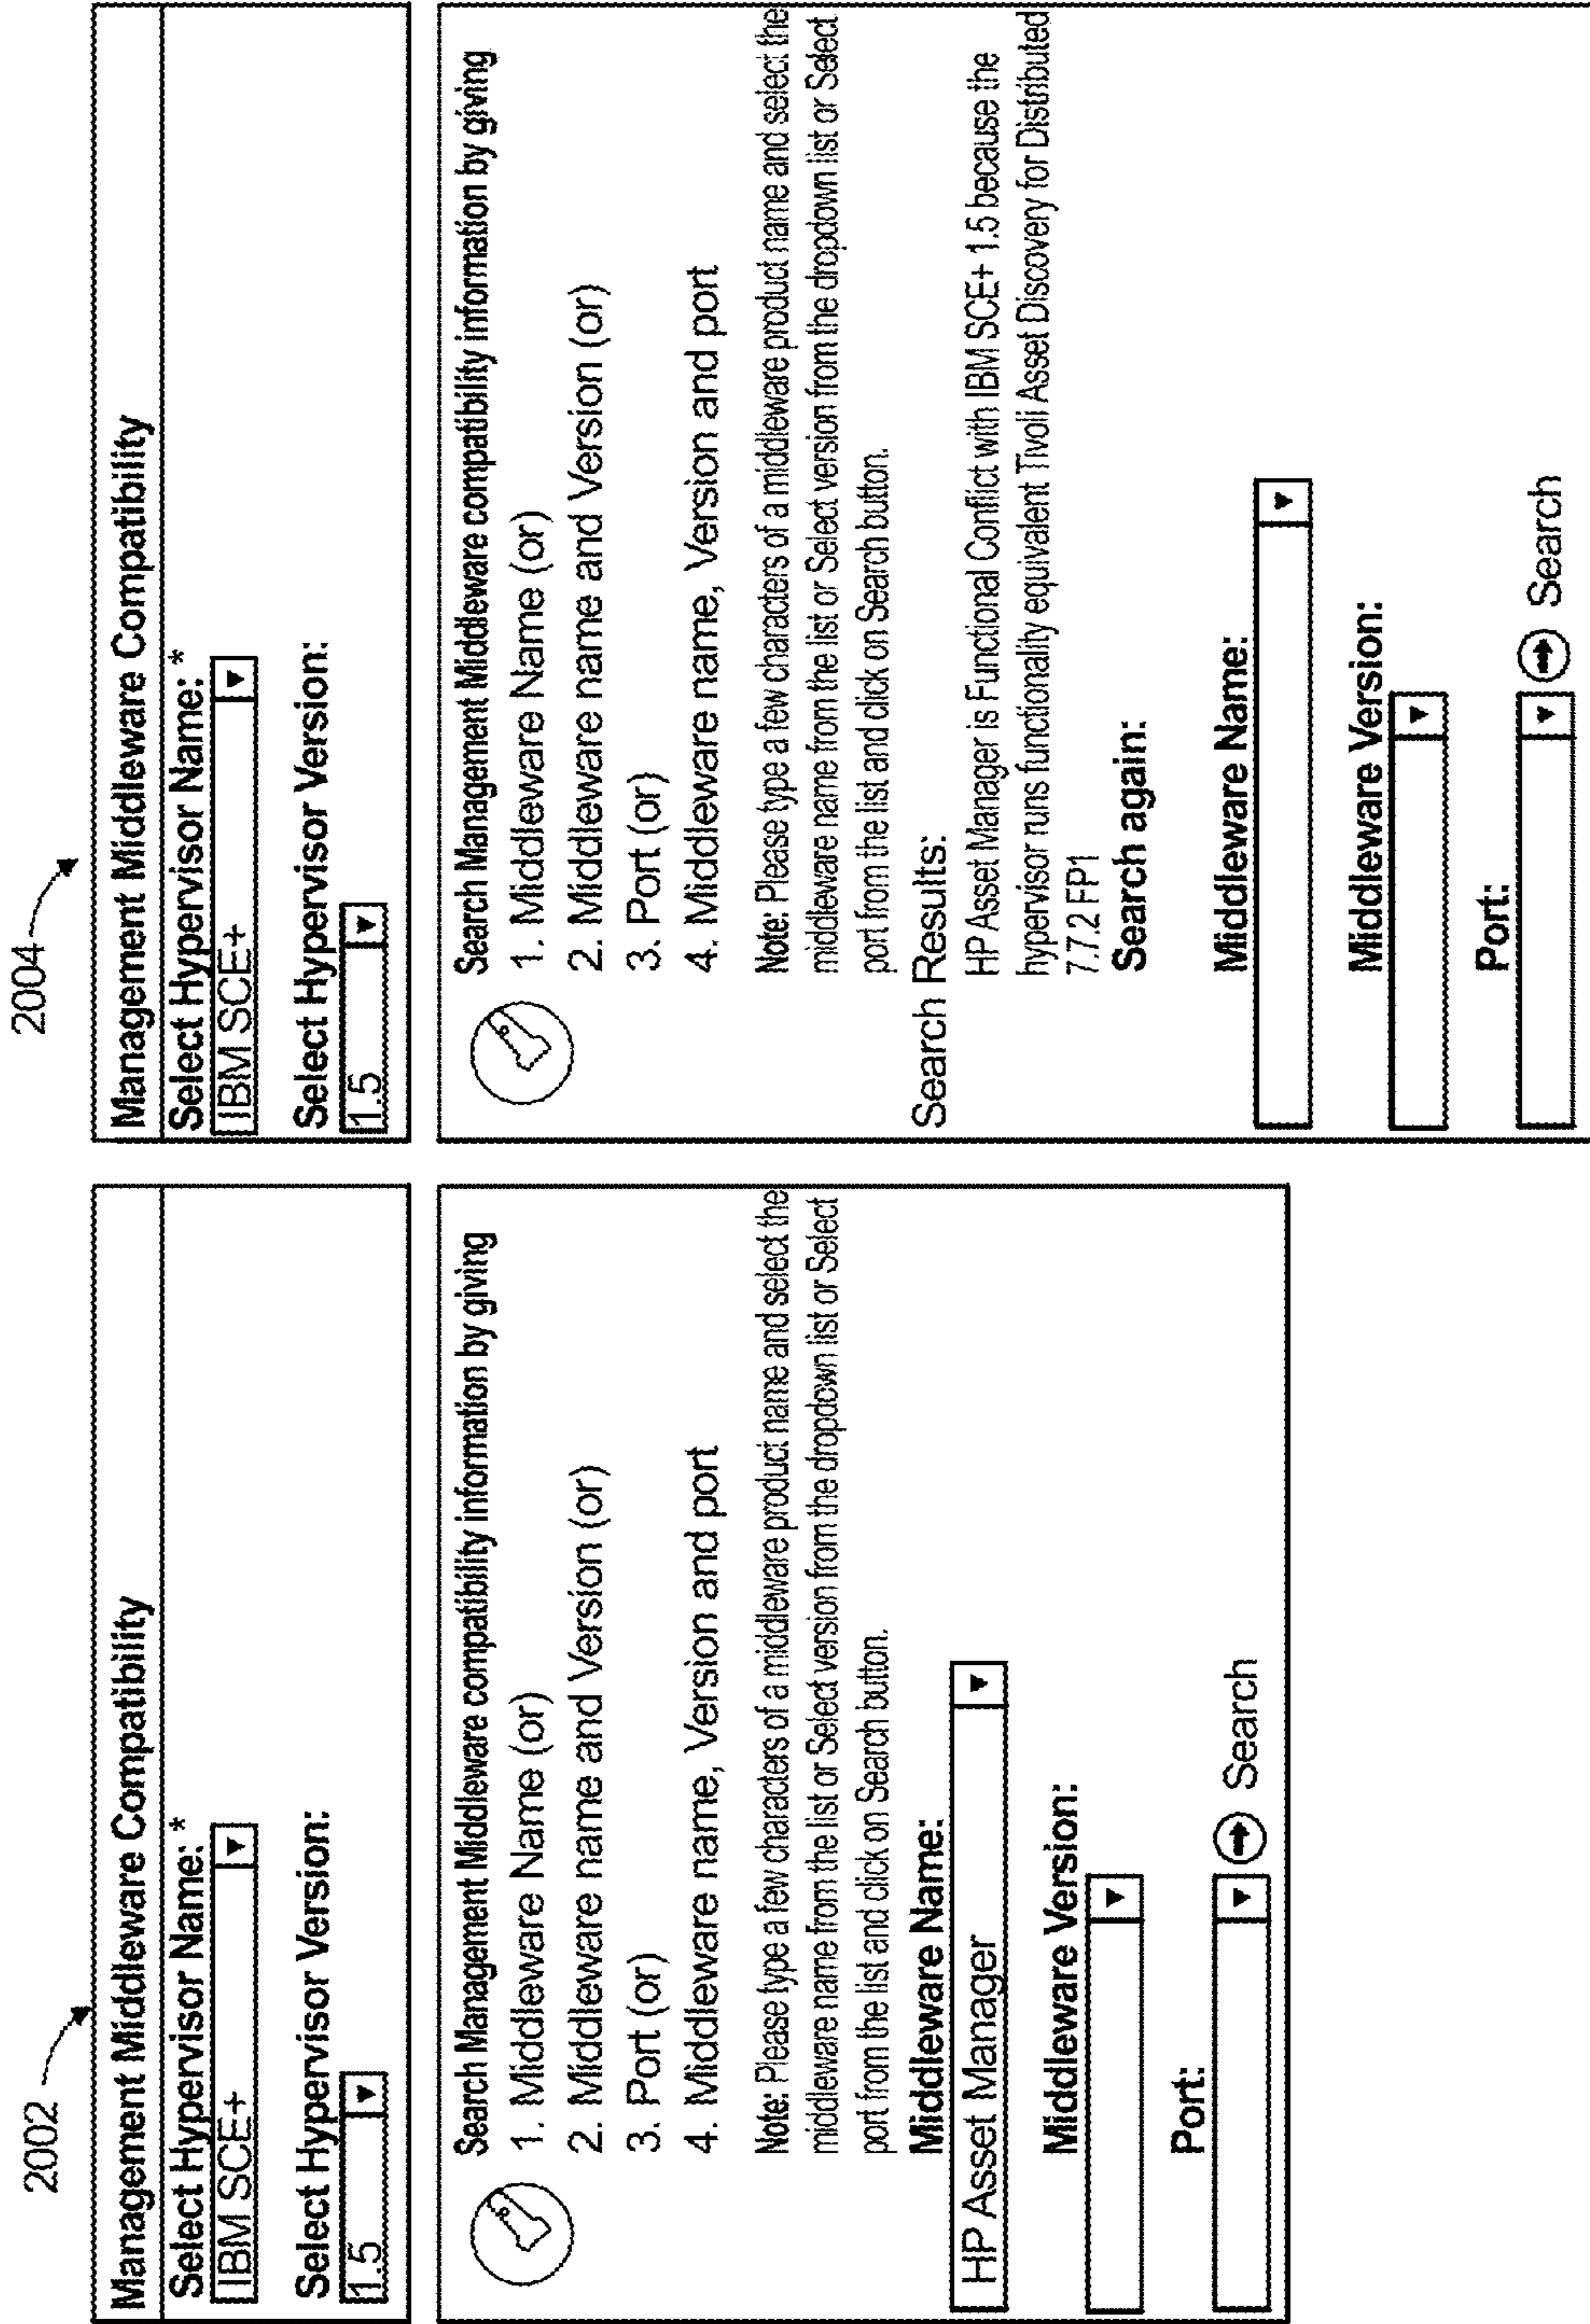 2002
Management Middleware Compatibility
Select Hypervisor Name: *
IBM SCE+
Select Hypervisor Version:
1.5
Search Management Middleware compatibility information by giving
1. Middleware Name (or)
2. Middleware name and Version (or)
3. Port (or)
4. Middleware name, Version and port
Note: Please type a few characters of a middleware product name and select the
middleware name from the list or Select version from the dropdown list or Select
port from the list and click on Search button.
Middleware Name:
HP Asset Manager
Middleware Version:
Port:
Search
2004
Management Middleware Compatibility
Select Hypervisor Name: *
IBM SCE+
Select Hypervisor Version:
1.5
Search Management Middleware compatibility information by giving
1. Middleware Name (or)
2. Middleware name and Version (or)
3. Port (or)
4. Middleware name, Version and port
Note: Please type a few characters of a middleware product name and select the
middleware name from the list or Select version from the dropdown list or Select
port from the list and click on Search button.
Search Results:
HP Asset Manager is Functional Conflict with IBM SCE+ 1.5 because the
hypervisor runs functionality equivalent Tivoli Asset Discovery for Distributed
7.7.2 FP1
Search again:
Middleware Name:
Middleware Version:
Port:
Search